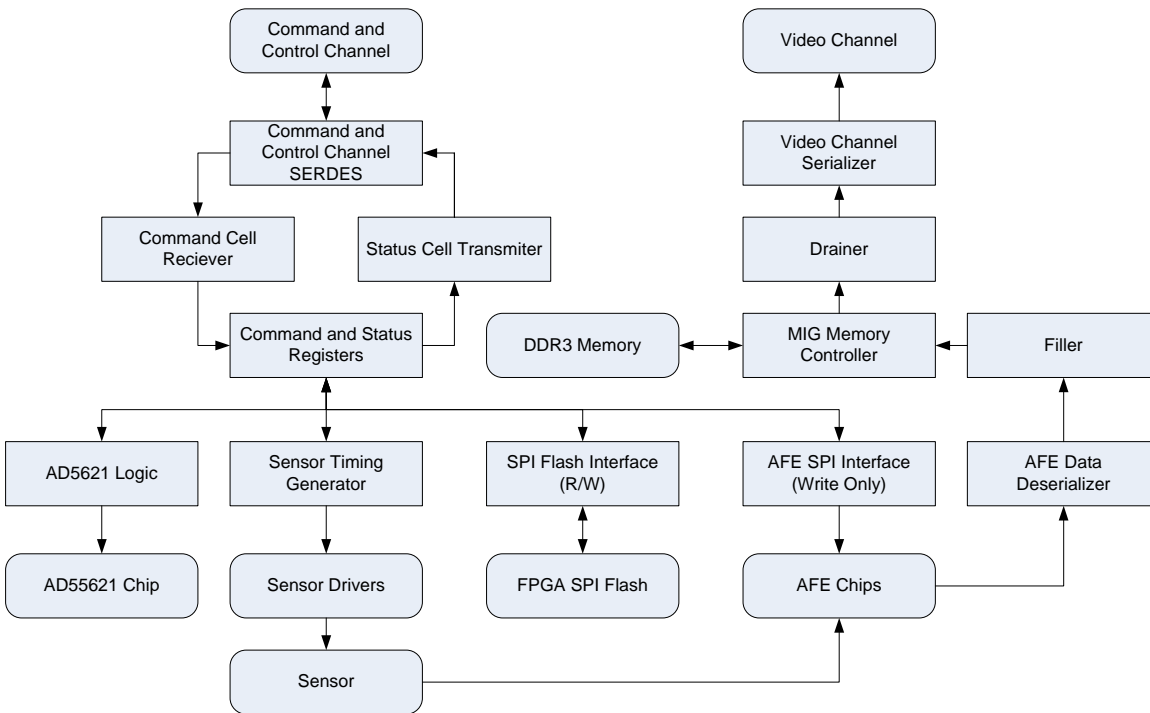 Command and
Control Channel
Video Channel
Command and
Control Channel
SERDES
Video Channel
Serializer
Command Cell
Reciever
Status Cell Transmiter
Drainer
Command and Status
Registers
DDR3 Memory
MIG Memory
Controller
Filler
AD5621 Logic
Sensor Timing
Generator
SPI Flash Interface
(R/W)
AFE SPI Interface
(Write Only)
AFE Data
Deserializer
AD55621 Chip
Sensor Drivers
FPGA SPI Flash
AFE Chips
Sensor